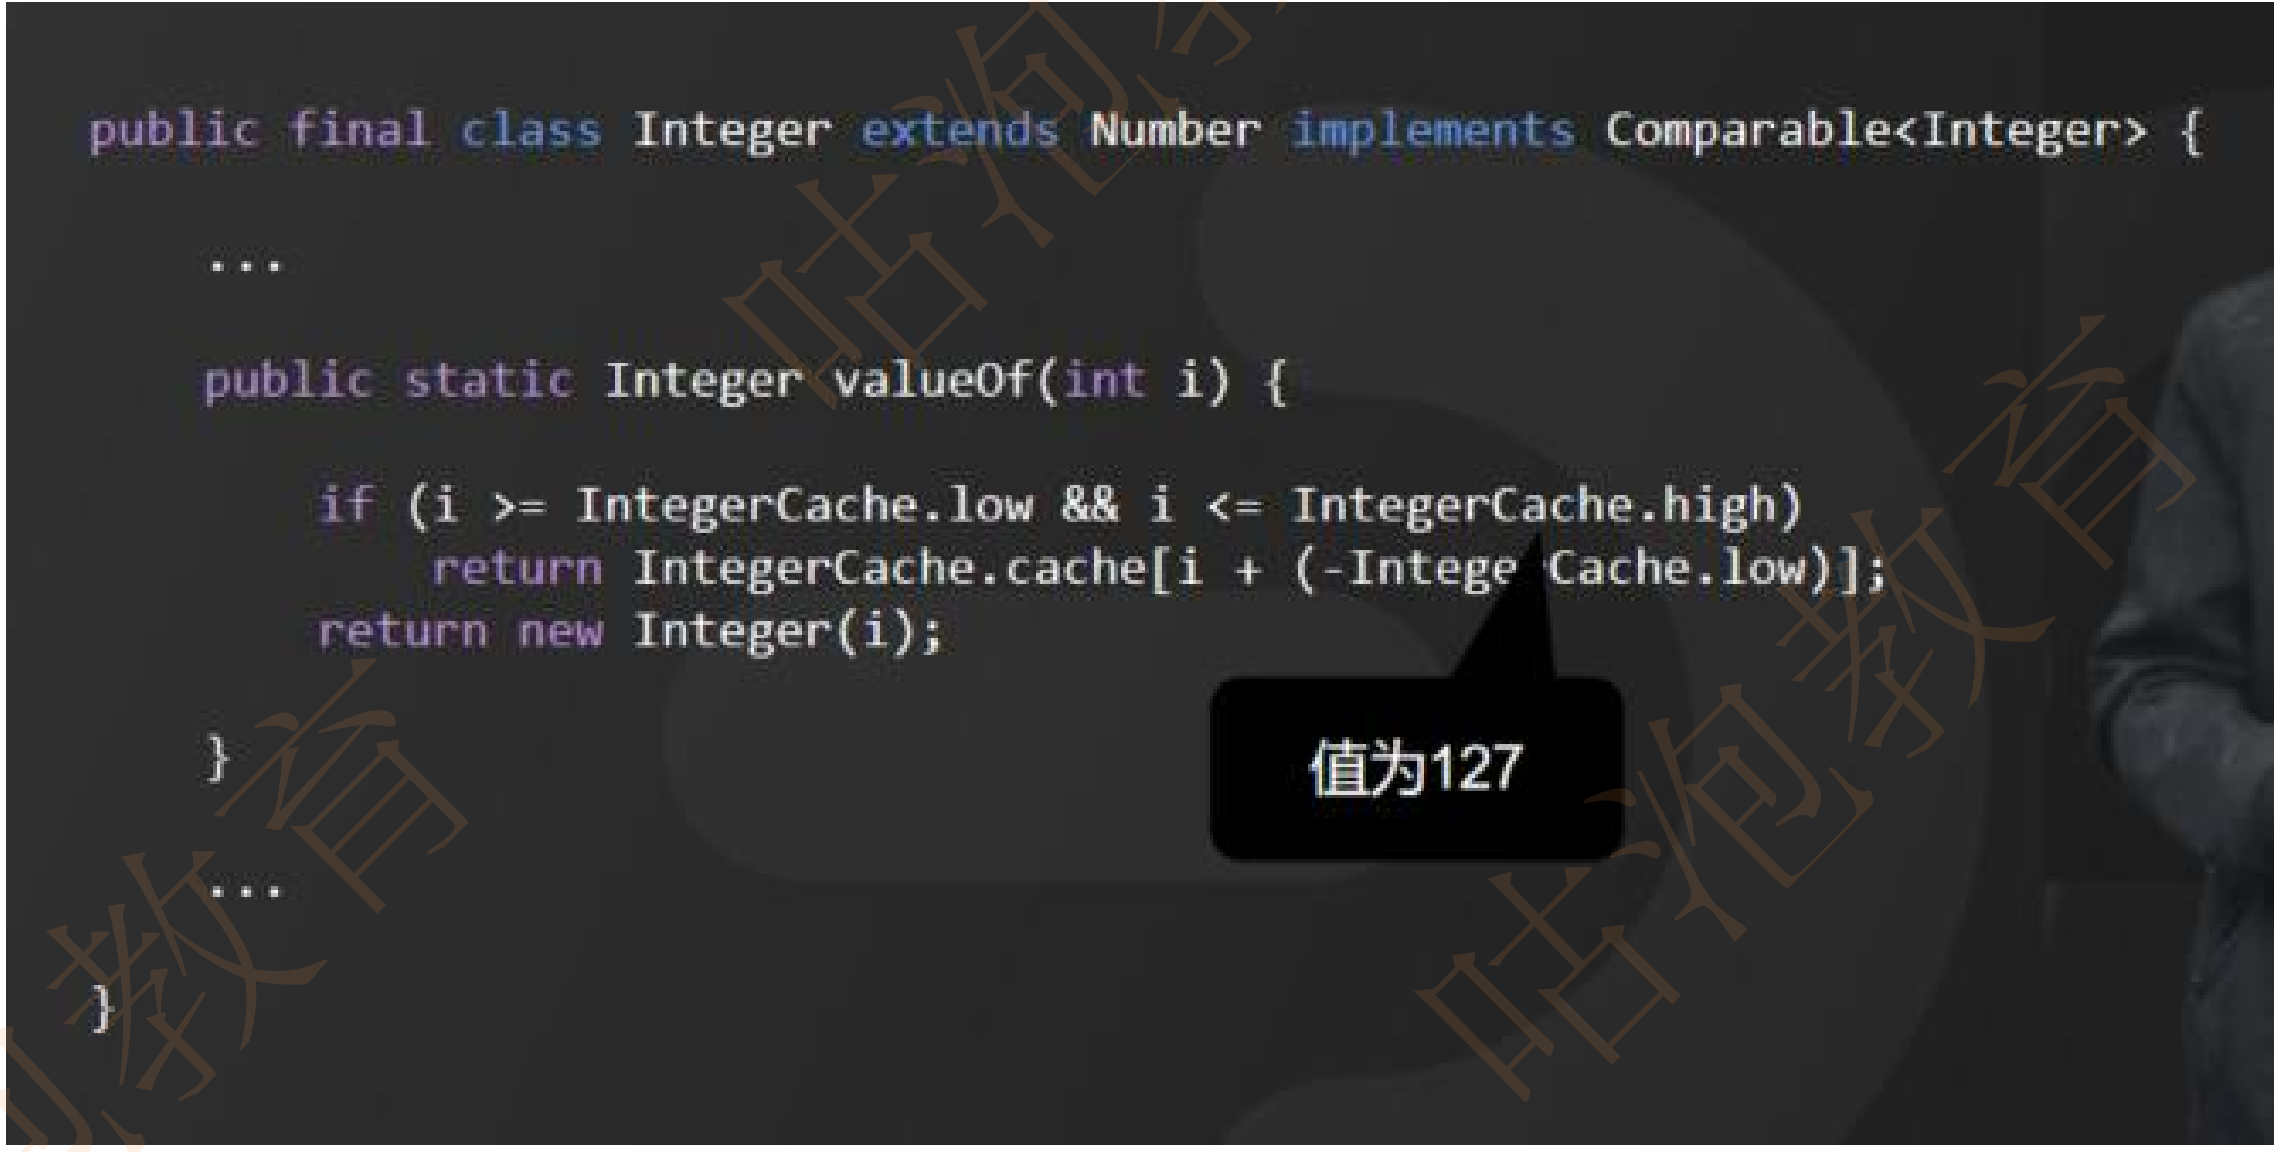 public final class Integer extends Number implements Comparable<Integer> {
...
public static Integer valueOf(int i) {
if (i >= IntegerCache.low && i <= IntegerCache.high)
return IntegerCache.cache[i + (-IntegerCache.low)];
return new Integer(i);
}
值为127
...
}
咕泡教育
咕泡教育
泡教育